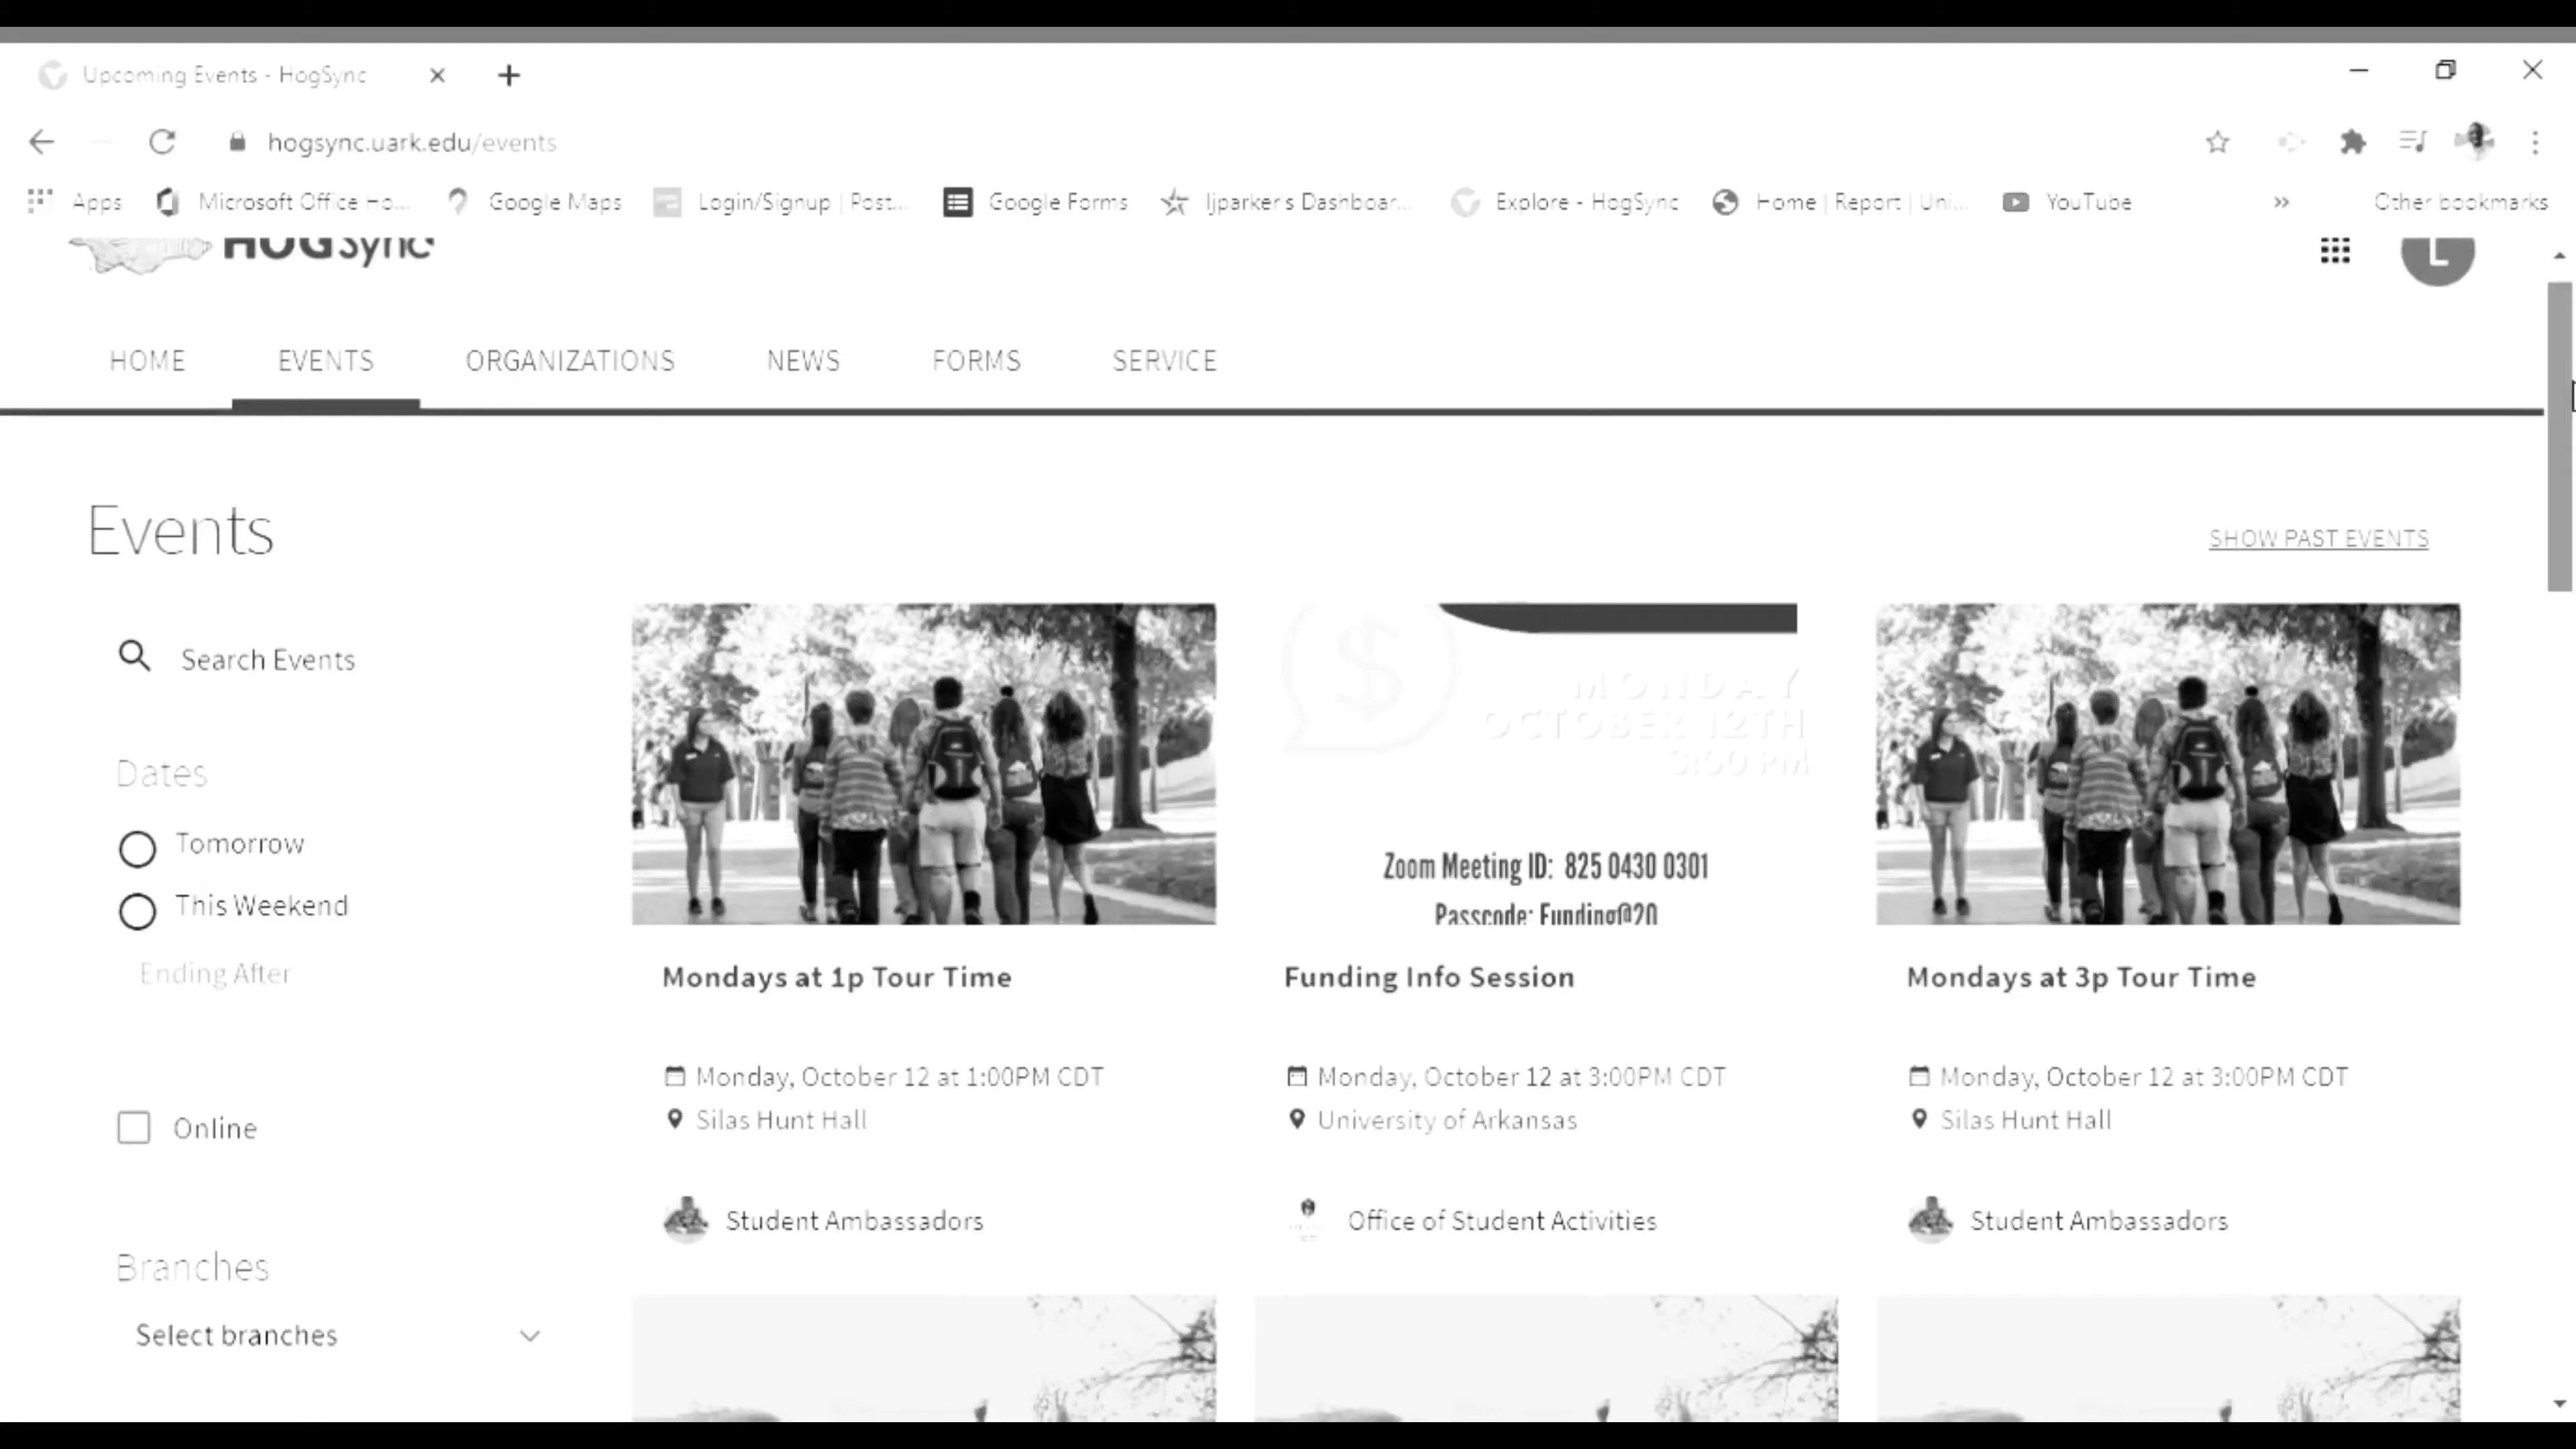 Upcoming Events - HogSync
hogsync.uark.edu/events
Apps Microsoft Office Ho... Google Maps Login/Signup | Post... Google Forms ljparker's Dashboar... Explore - HogSync Home | Report | Uni... YouTube » Other bookmarks
HOGsync
L
HOME EVENTS ORGANIZATIONS NEWS FORMS SERVICE
Events
SHOW PAST EVENTS
Search Events
Dates
Tomorrow
This Weekend
Ending After
Online
Branches
Select branches
$
MONDAY
OCTOBER 12TH
PM
Zoom Meeting ID: 825 0430 0301
Passcode: Funding@20
Mondays at 1p Tour Time
Monday, October 12 at 1:00PM CDT
Silas Hunt Hall
Student Ambassadors
Funding Info Session
Monday, October 12 at 3:00PM CDT
University of Arkansas
Office of Student Activities
Mondays at 3p Tour Time
Monday, October 12 at 3:00PM CDT
Silas Hunt Hall
Student Ambassadors